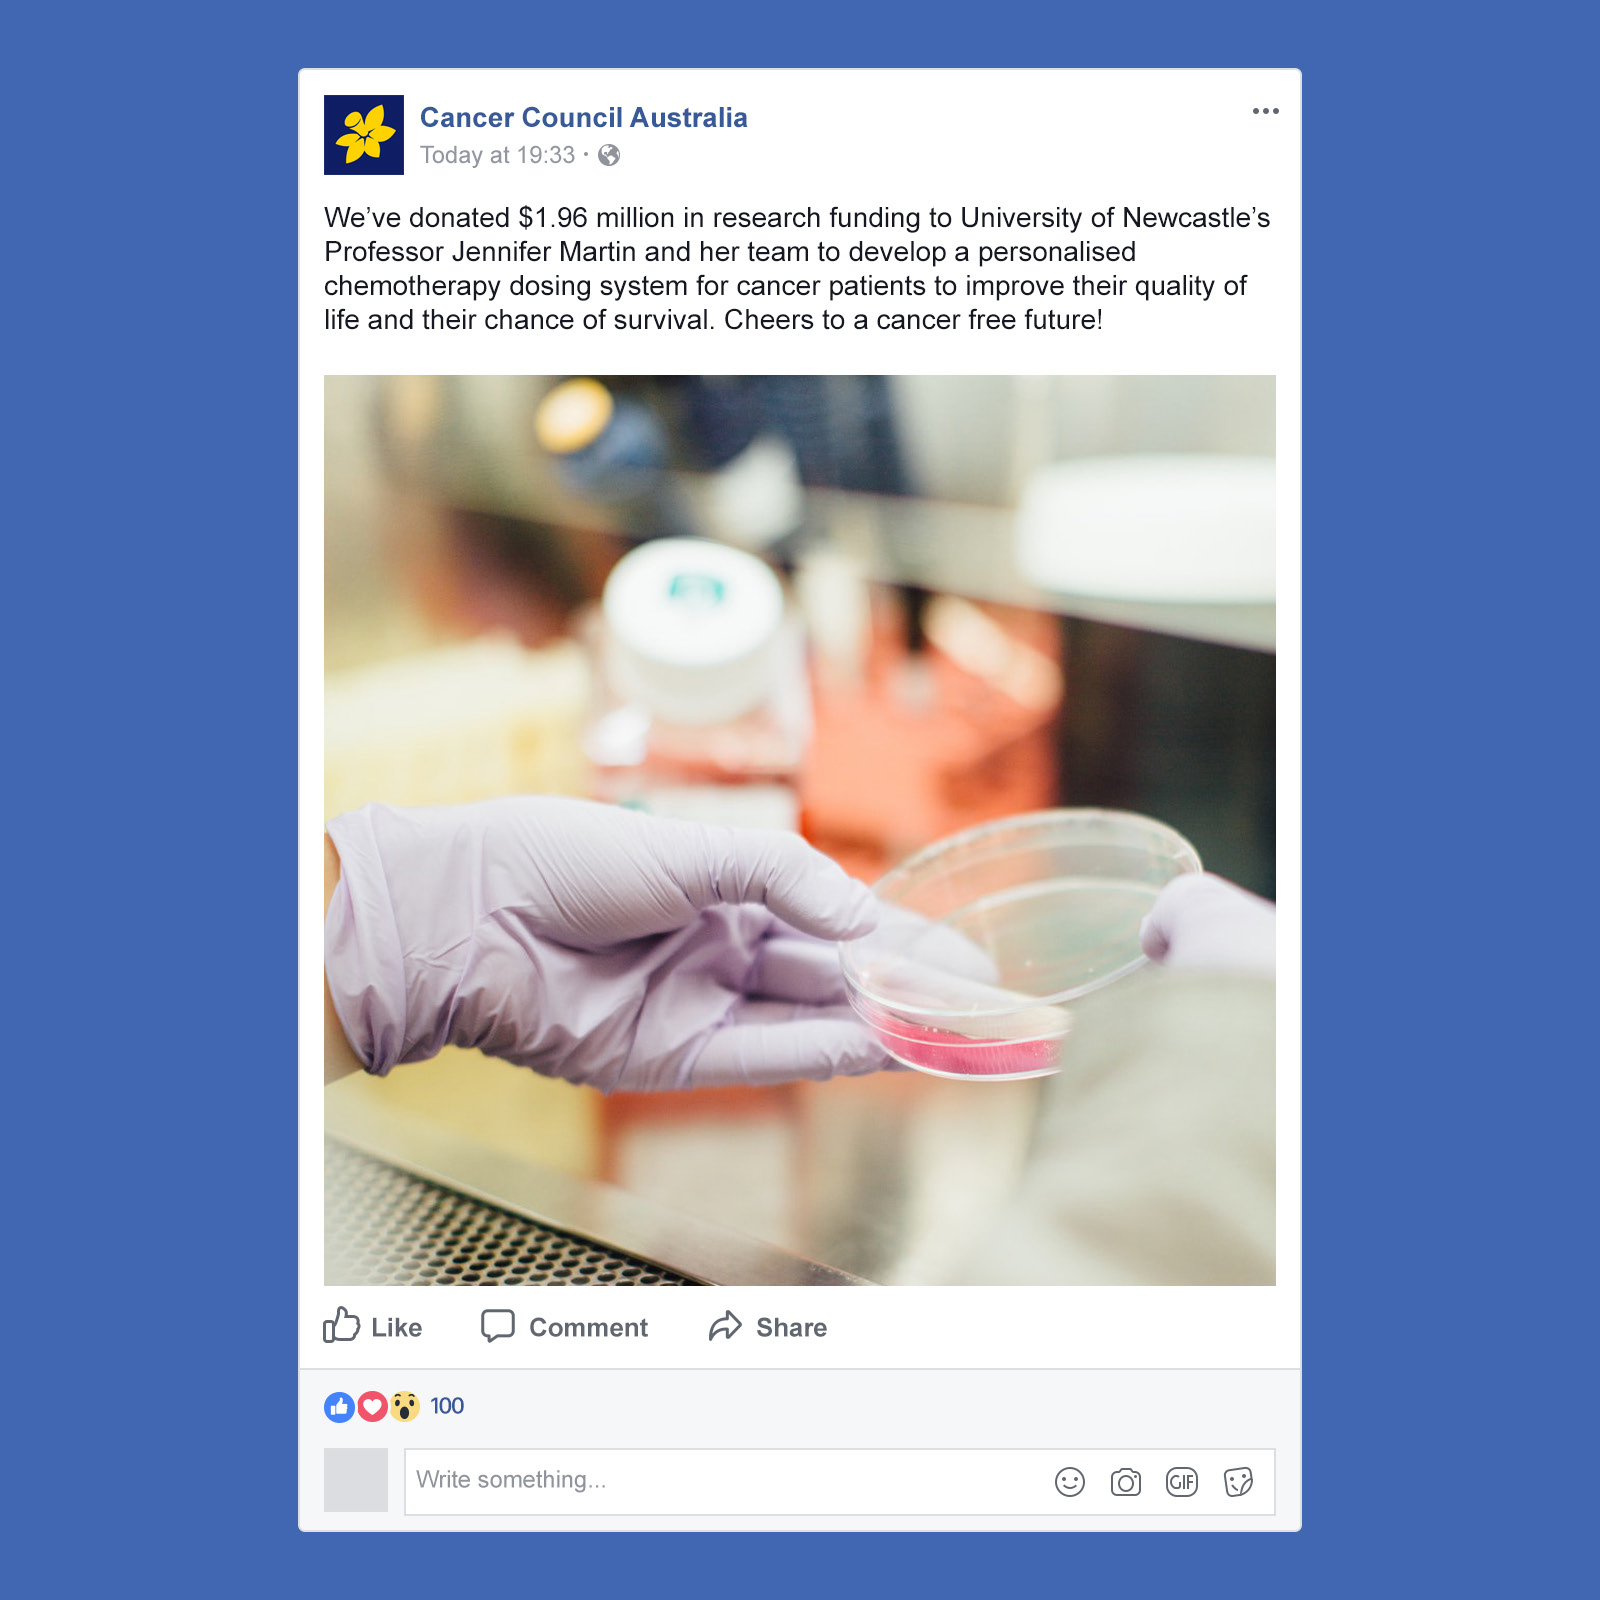 Cancer Council Australia
Today at 19:33 ·
We’ve donated $1.96 million in research funding to University of Newcastle’s
Professor Jennifer Martin and her team to develop a personalised
chemotherapy dosing system for cancer patients to improve their quality of
life and their chance of survival. Cheers to a cancer free future!
Like Comment Share
100
Write something...
GIF